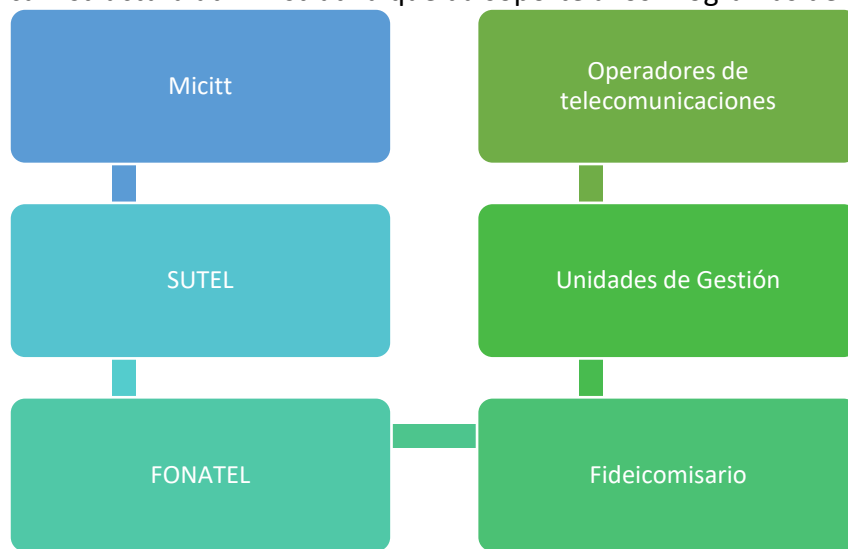 Micitt
SUTEL
FONATEL
Fideicomisario
Unidades de Gestión
Operadores de
telecomunicaciones